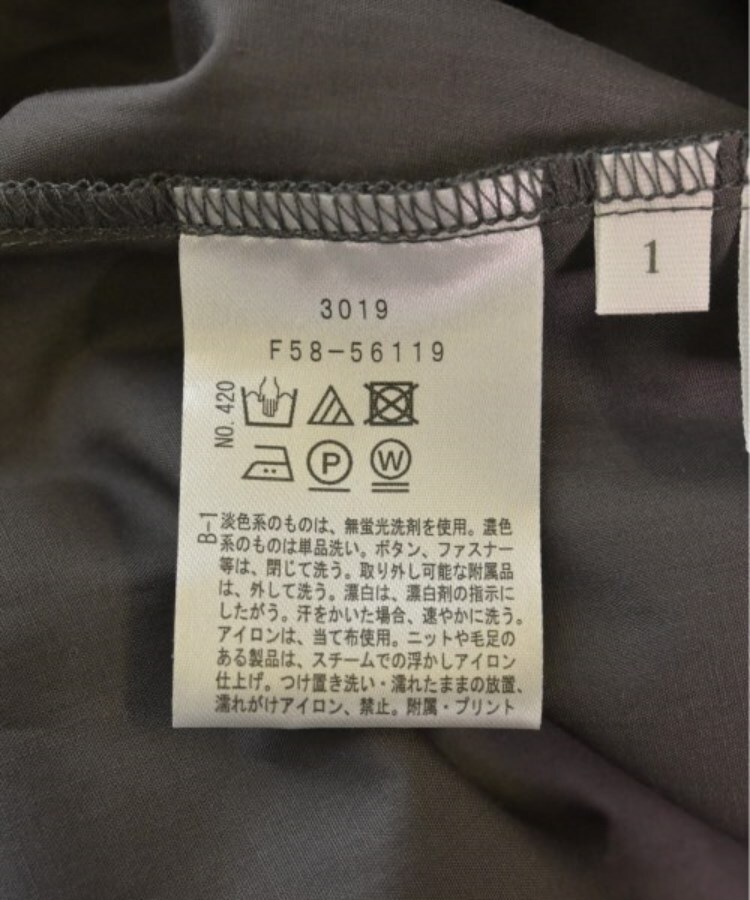 3019
F58-56119
NO. 420
P
W
B-1
淡色系のものは、無蛍光洗剤を使用。濃色
系のものは単品洗い。ボタン、ファスナー
等は、閉じて洗う。取り外し可能な附属品
は、外して洗う。漂白は、漂白剤の指示に
したがう。汗をかいた場合、速やかに洗う。
アイロンは、当て布使用。ニットや毛足の
ある製品は、スチームでの浮かしアイロン
仕上げ。つけ置き洗い・濡れたままの放置、
濡れがけアイロン、禁止。附属・プリント
1